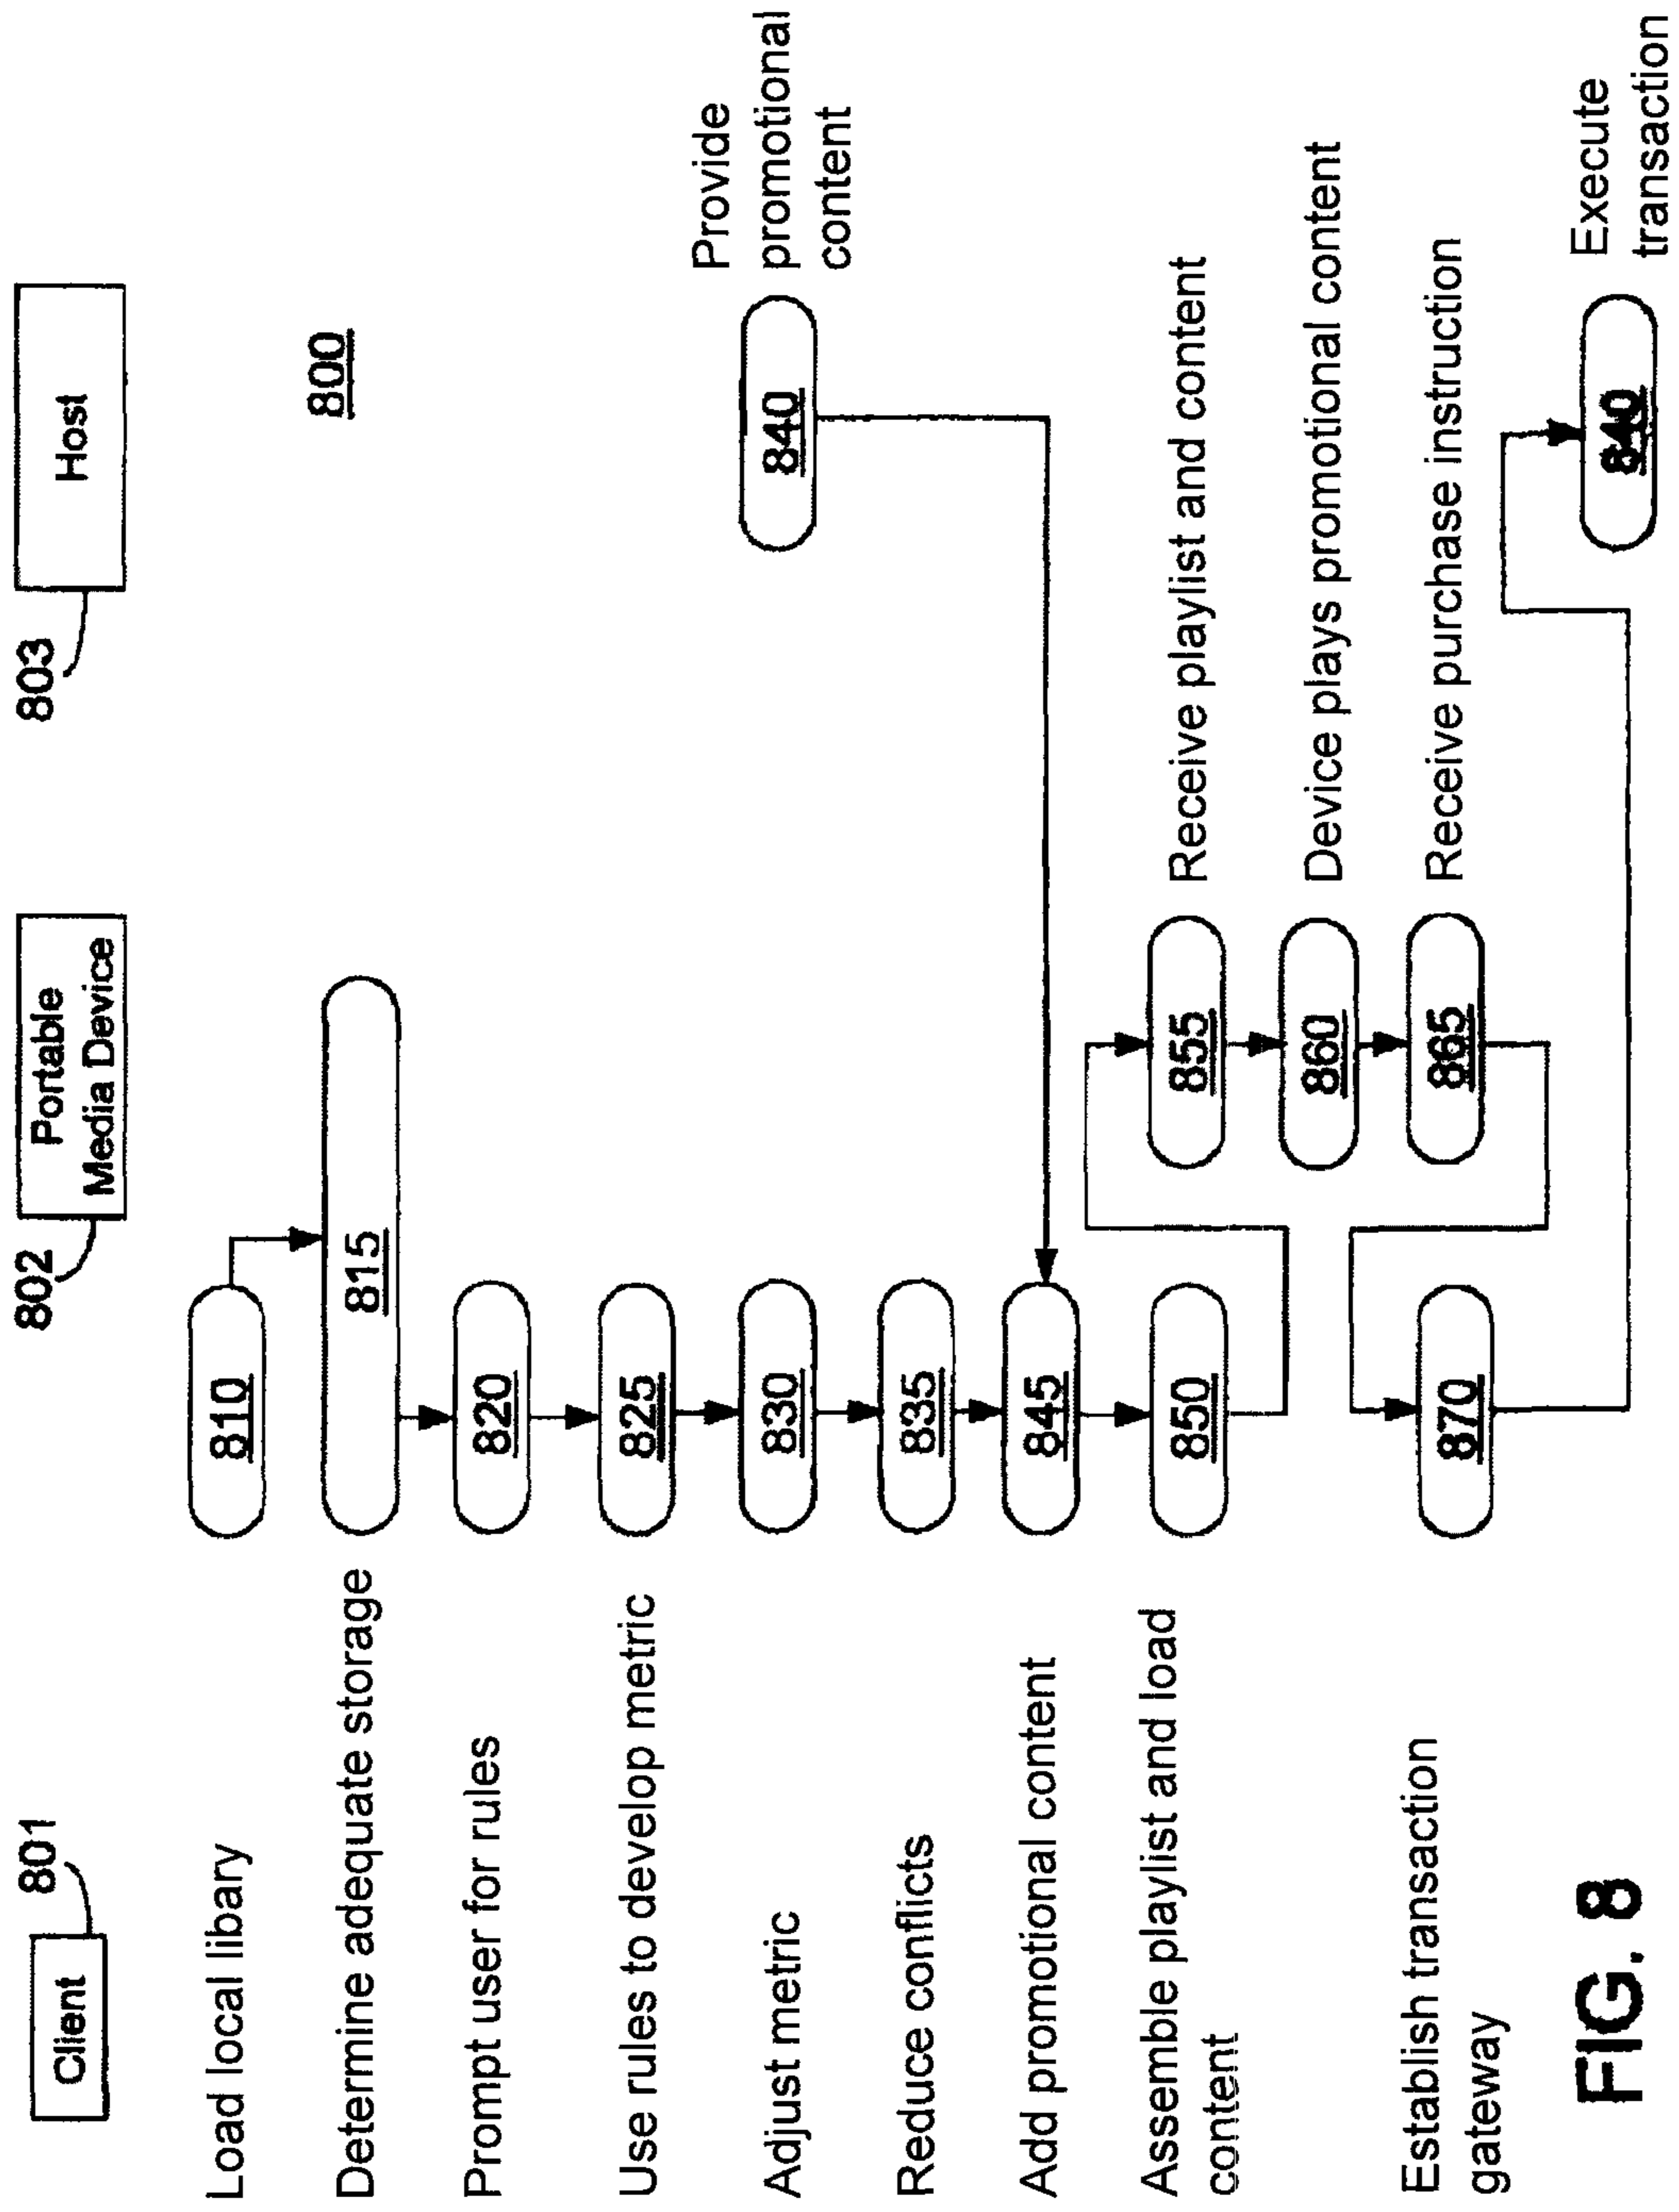 801
Client
802
Portable
Media Device
803
Host
800
Load local libary
810
Determine adequate storage
815
Prompt user for rules
820
Use rules to develop metric
825
Adjust metric
830
840
Provide
promotional
content
Reduce conflicts
835
Add promotional content
845
Assemble playlist and load
content
850
855
Receive playlist and content
860
Device plays promotional content
865
Receive purchase instruction
Establish transaction
gateway
870
840
Execute
transaction
FIG. 8